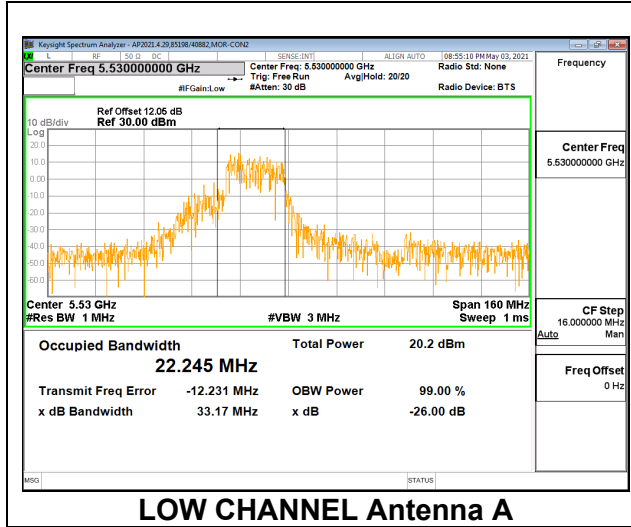 Keysight Spectrum Analyzer - AP2021.4.29,85198/40882,MOR-CON2
L RF 50 Ω DC SENSE:INT ALIGN AUTO 08:55:10 PM May 03, 2021
Center Freq 5.530000000 GHz
Center Freq: 5.530000000 GHz Radio Std: None
Trig: Free Run Avg|Hold: 20/20
#IFGain:Low #Atten: 30 dB Radio Device: BTS
Frequency
Ref Offset 12.05 dB
10 dB/div Ref 30.00 dBm
Log
20.0
10.0
0.00
-10.0
-20.0
-30.0
-40.0
-50.0
-60.0
Center Freq
5.530000000 GHz
Center 5.53 GHz Span 160 MHz
#Res BW 1 MHz #VBW 3 MHz Sweep 1 ms
CF Step
16.000000 MHz
Auto Man
Occupied Bandwidth Total Power 20.2 dBm
22.245 MHz
Freq Offset
0 Hz
Transmit Freq Error -12.231 MHz OBW Power 99.00 %
x dB Bandwidth 33.17 MHz x dB -26.00 dB
MSG STATUS
LOW CHANNEL Antenna A